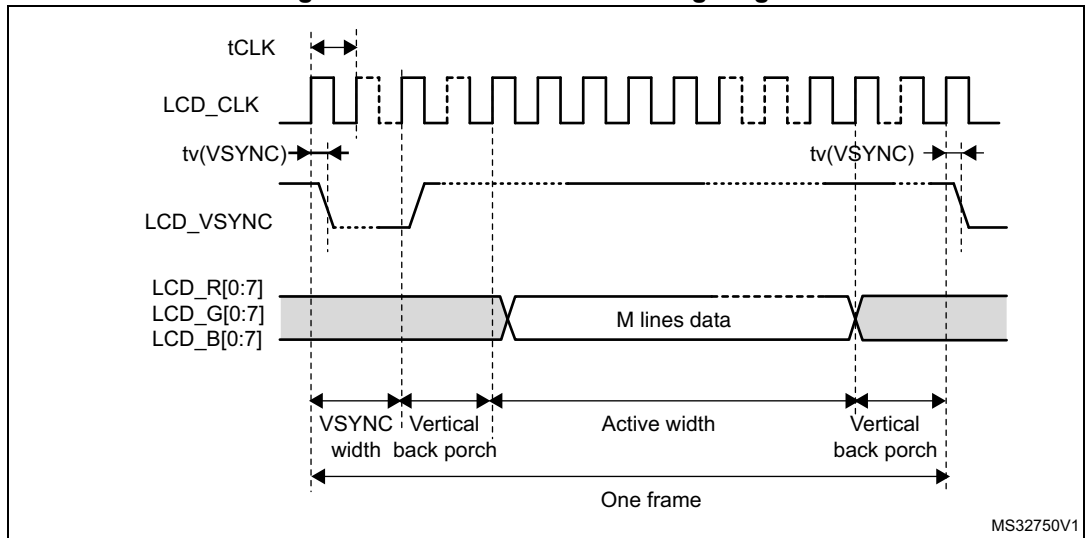 tCLK
LCD_CLK
tv(VSYNC)
tv(VSYNC)
LCD_VSYNC
LCD_R[0:7]
LCD_G[0:7]
LCD_B[0:7]
M lines data
VSYNC width
Vertical back porch
Active width
Vertical back porch
One frame
MS32750V1